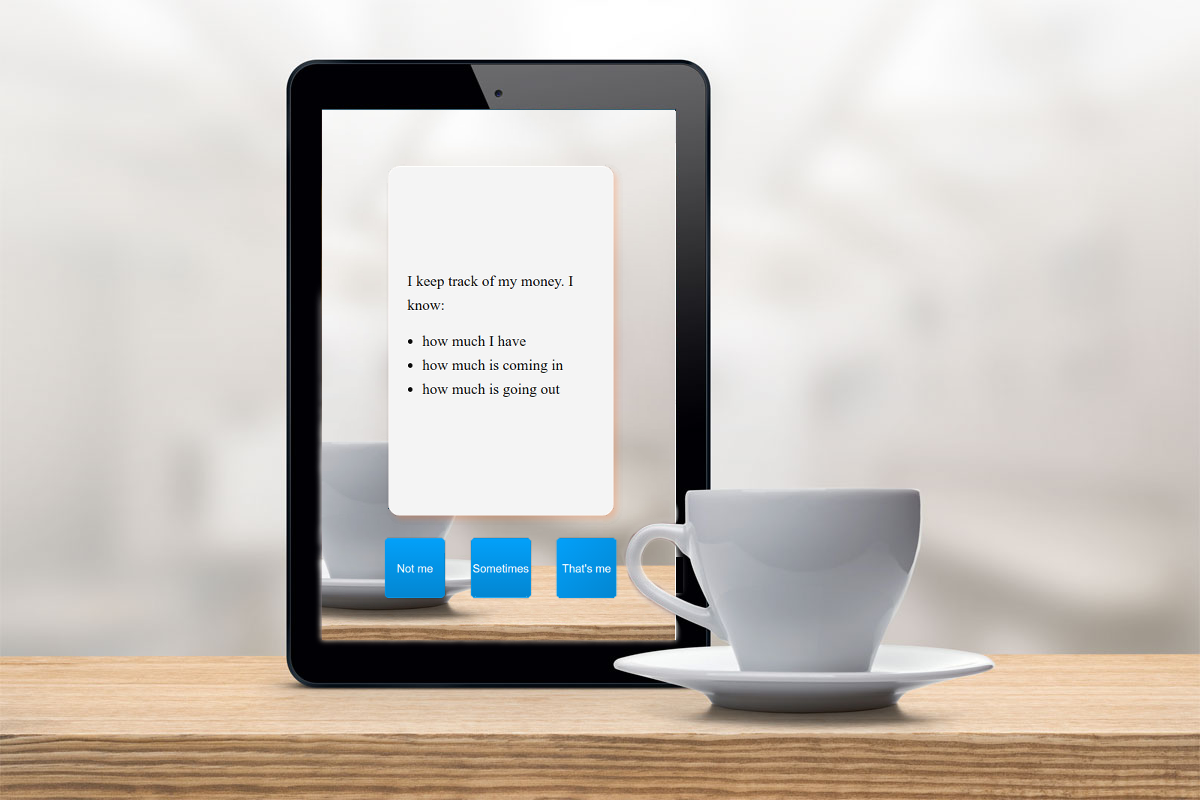 I keep track of my money. I
know:
• how much I have
• how much is coming in
• how much is going out
Not me
Sometimes
That's me